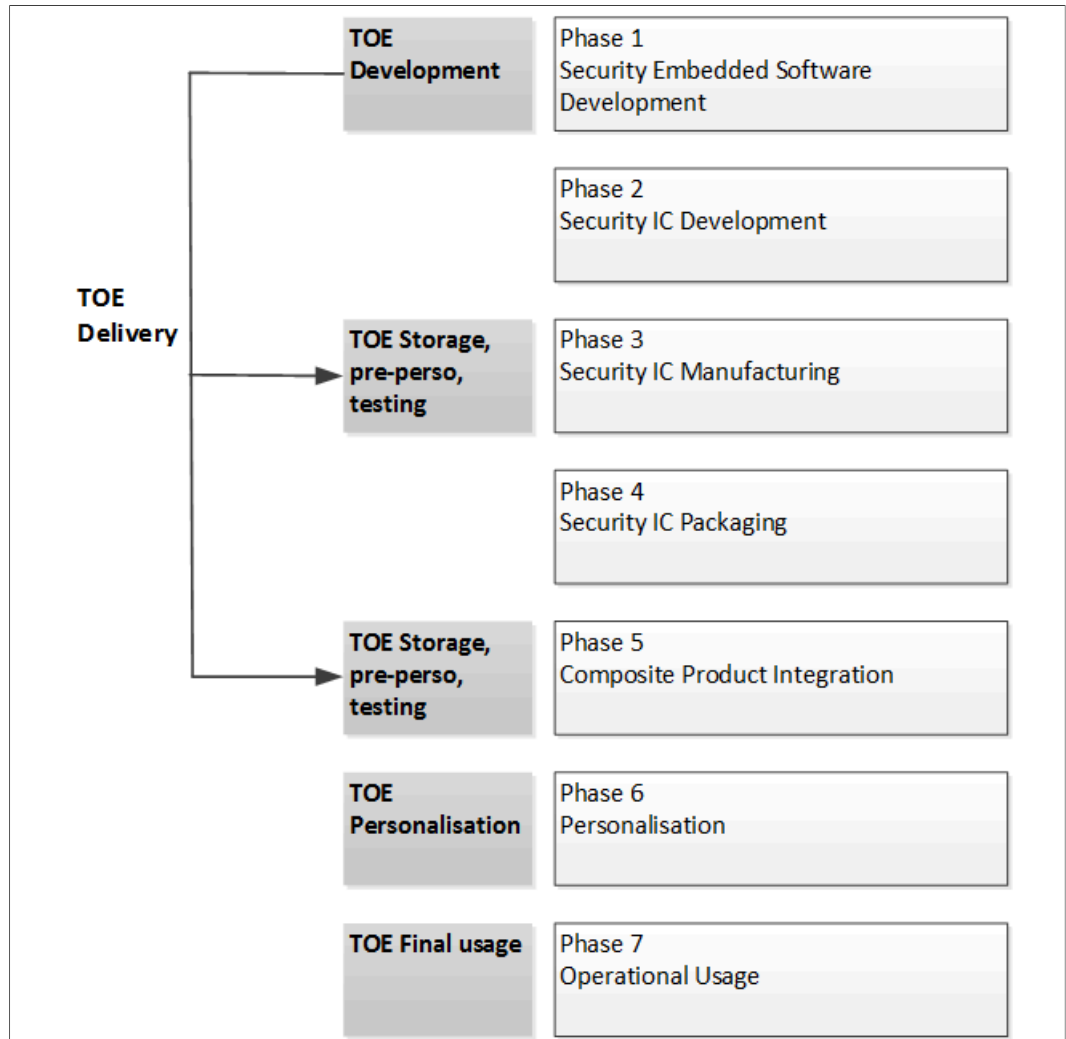 TOE
Development
Phase 1
Security Embedded Software
Development
Phase 2
Security IC Development
TOE
Delivery
TOE Storage,
pre-perso,
testing
Phase 3
Security IC Manufacturing
Phase 4
Security IC Packaging
TOE Storage,
pre-perso,
testing
Phase 5
Composite Product Integration
TOE
Personalisation
Phase 6
Personalisation
TOE Final usage
Phase 7
Operational Usage